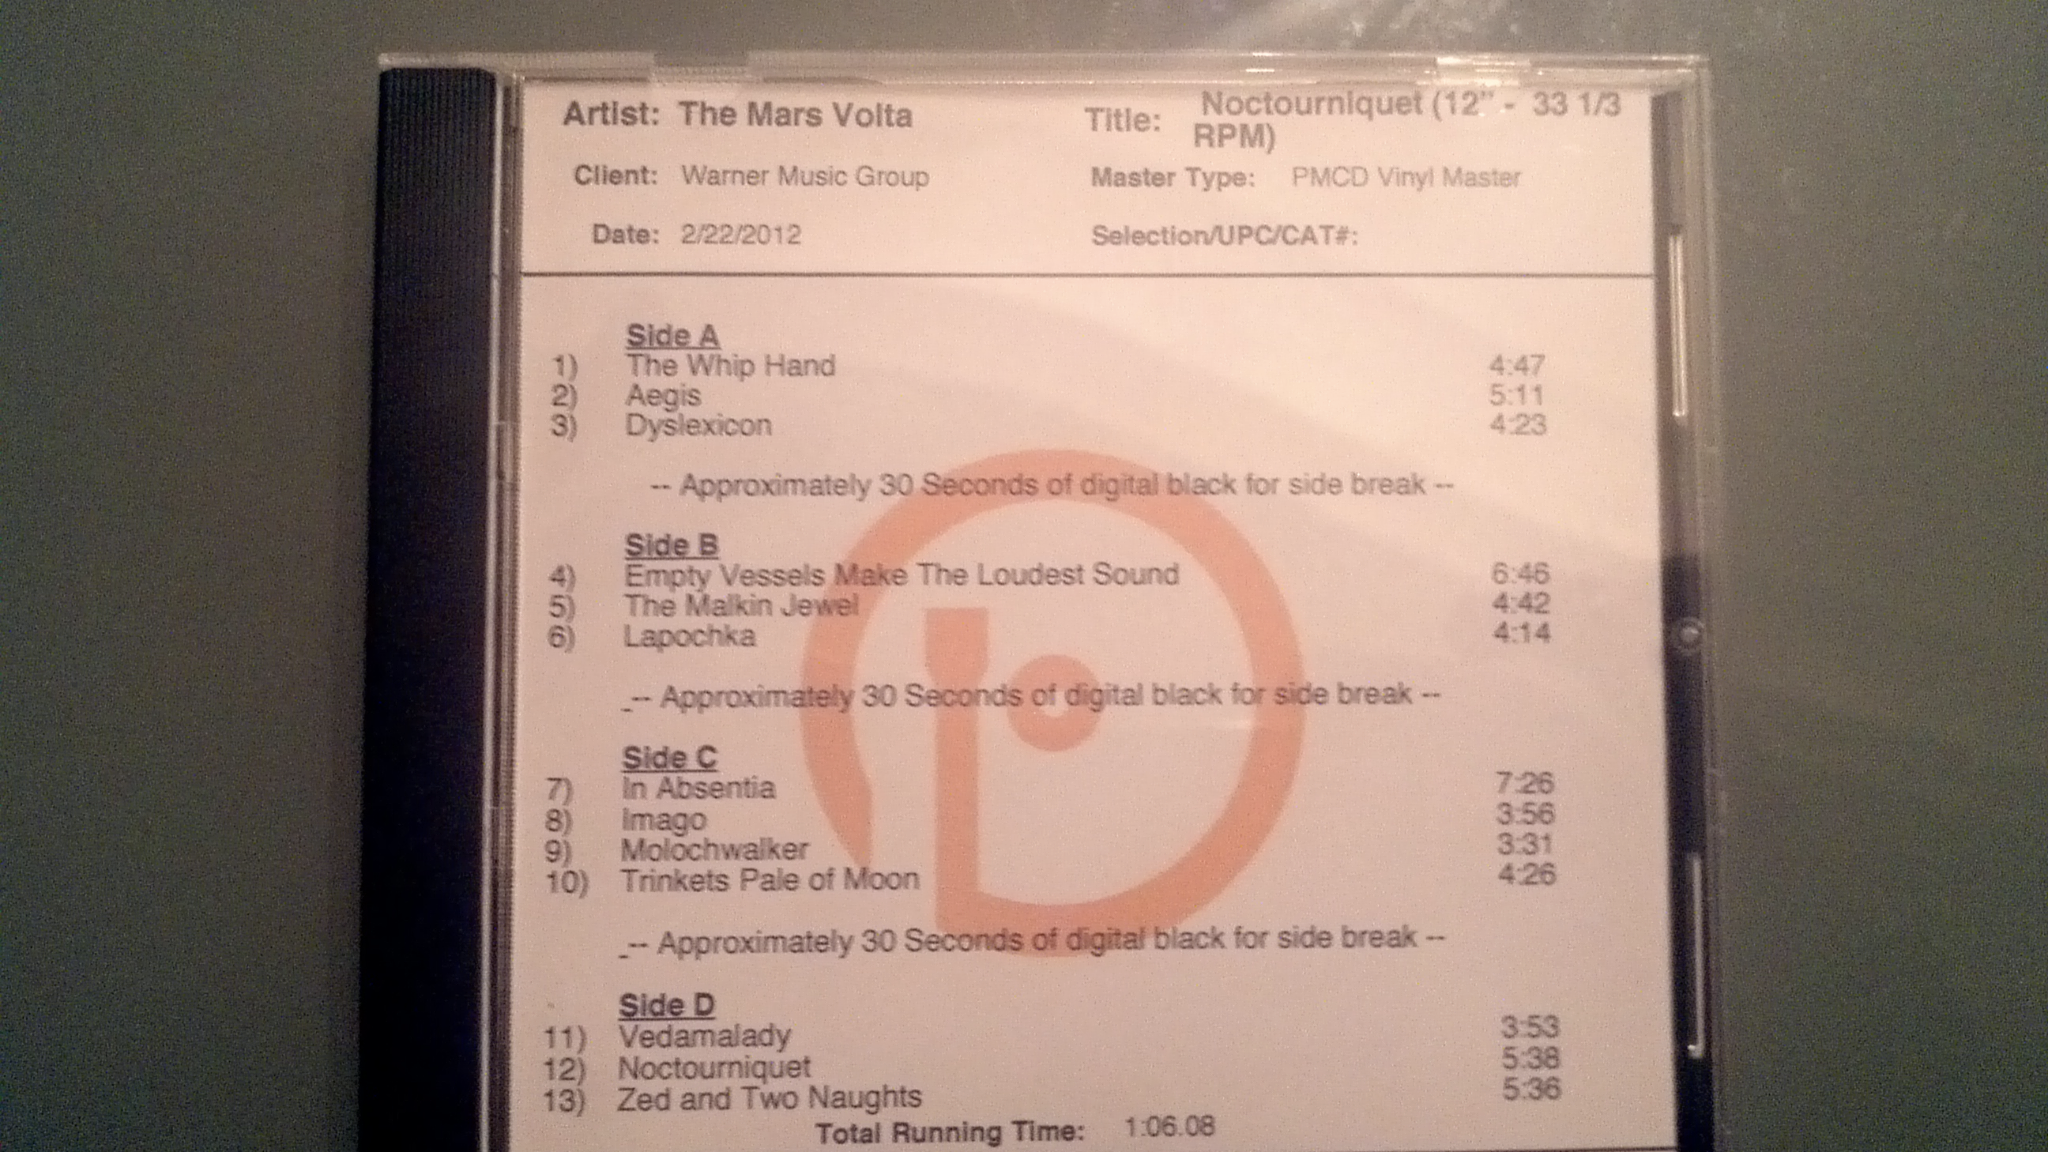 Artist: The Mars Volta Title: Noctourniquet (12" - 33 1/3
RPM)
Client: Warner Music Group Master Type: PMCD Vinyl Master
Date: 2/22/2012 Selection/UPC/CAT#:
Side A
1) The Whip Hand 4:47
2) Aegis 5:11
3) Dyslexicon 4:23
-- Approximately 30 Seconds of digital black for side break --
Side B
4) Empty Vessels Make The Loudest Sound 6:46
5) The Malkin Jewel 4:42
6) Lapochka 4:14
_-- Approximately 30 Seconds of digital black for side break --
Side C
7) In Absentia 7:26
8) Imago 3:56
9) Molochwalker 3:31
10) Trinkets Pale of Moon 4:26
_-- Approximately 30 Seconds of digital black for side break --
Side D
11) Vedamalady 3:53
12) Noctourniquet 5:38
13) Zed and Two Naughts 5:36
Total Running Time: 1:06.08